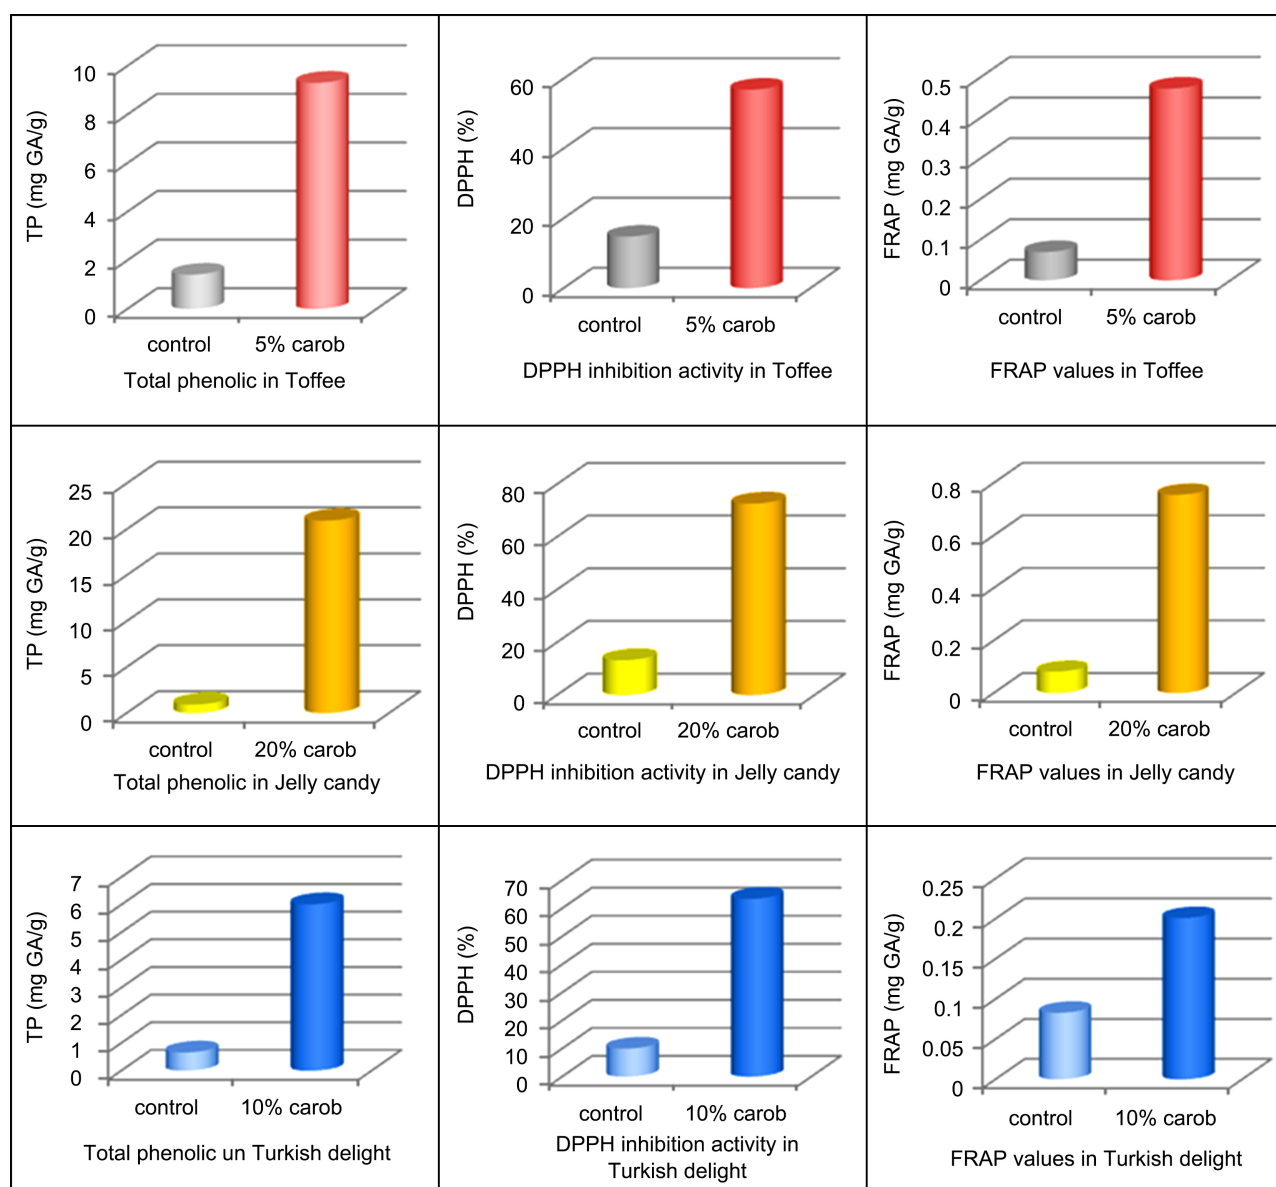 TP (mg GA/g)
10
8
6
4
2
0
control 5% carob
Total phenolic in Toffee
DPPH (%)
60
40
20
0
control 5% carob
DPPH inhibition activity in Toffee
FRAP (mg GA/g)
0.5
0.4
0.3
0.2
0.1
0
control 5% carob
FRAP values in Toffee
TP (mg GA/g)
25
20
15
10
5
0
control 20% carob
Total phenolic in Jelly candy
DPPH (%)
80
60
40
20
0
control 20% carob
DPPH inhibition activity in Jelly candy
FRAP (mg GA/g)
0.8
0.6
0.4
0.2
0
control 20% carob
FRAP values in Jelly candy
TP (mg GA/g)
7
6
5
4
3
2
1
0
control 10% carob
Total phenolic un Turkish delight
DPPH (%)
70
60
50
40
30
20
10
0
control 10% carob
DPPH inhibition activity in
Turkish delight
FRAP (mg GA/g)
0.25
0.2
0.15
0.1
0.05
0
control 10% carob
FRAP values in Turkish delight